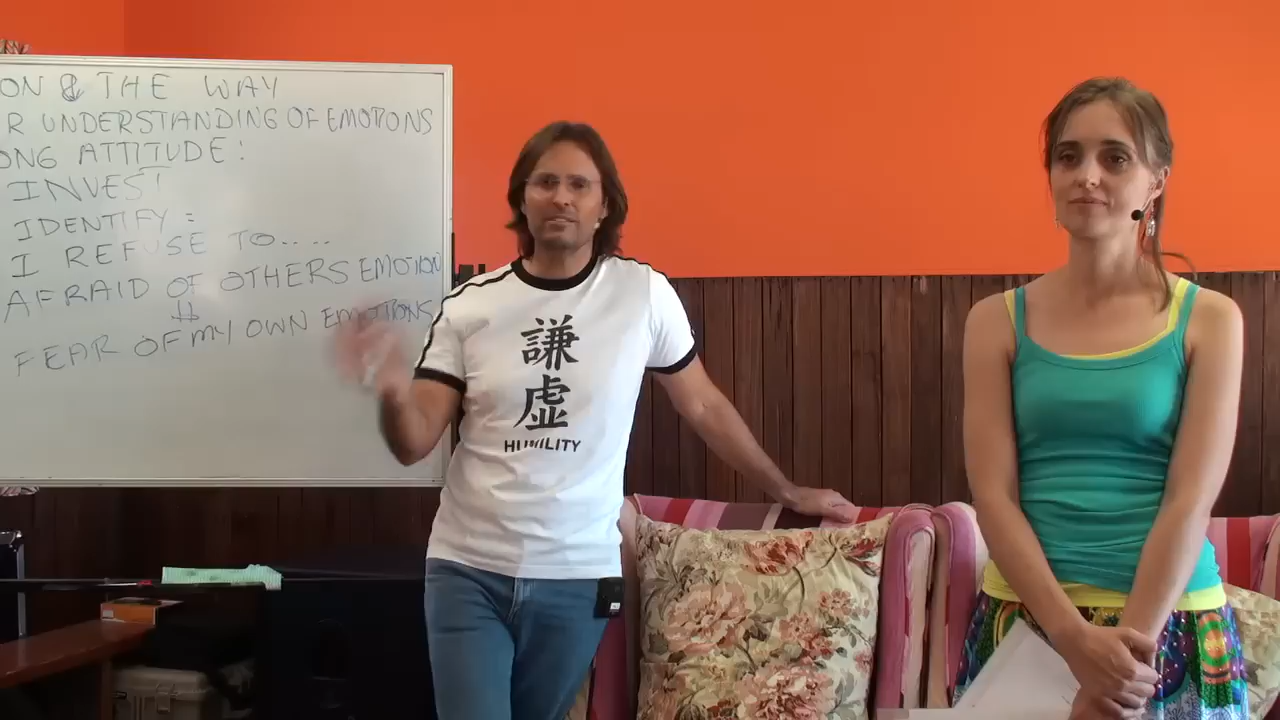 ON & THE WAY
R UNDERSTANDING OF EMOTIONS
ONG ATTITUDE:
INVEST
IDENTIFY:
I REFUSE TO....
AFRAID OF OTHERS EMOTION
FEAR OF MY OWN EMOTIONS
謙
虚
HUMILITY